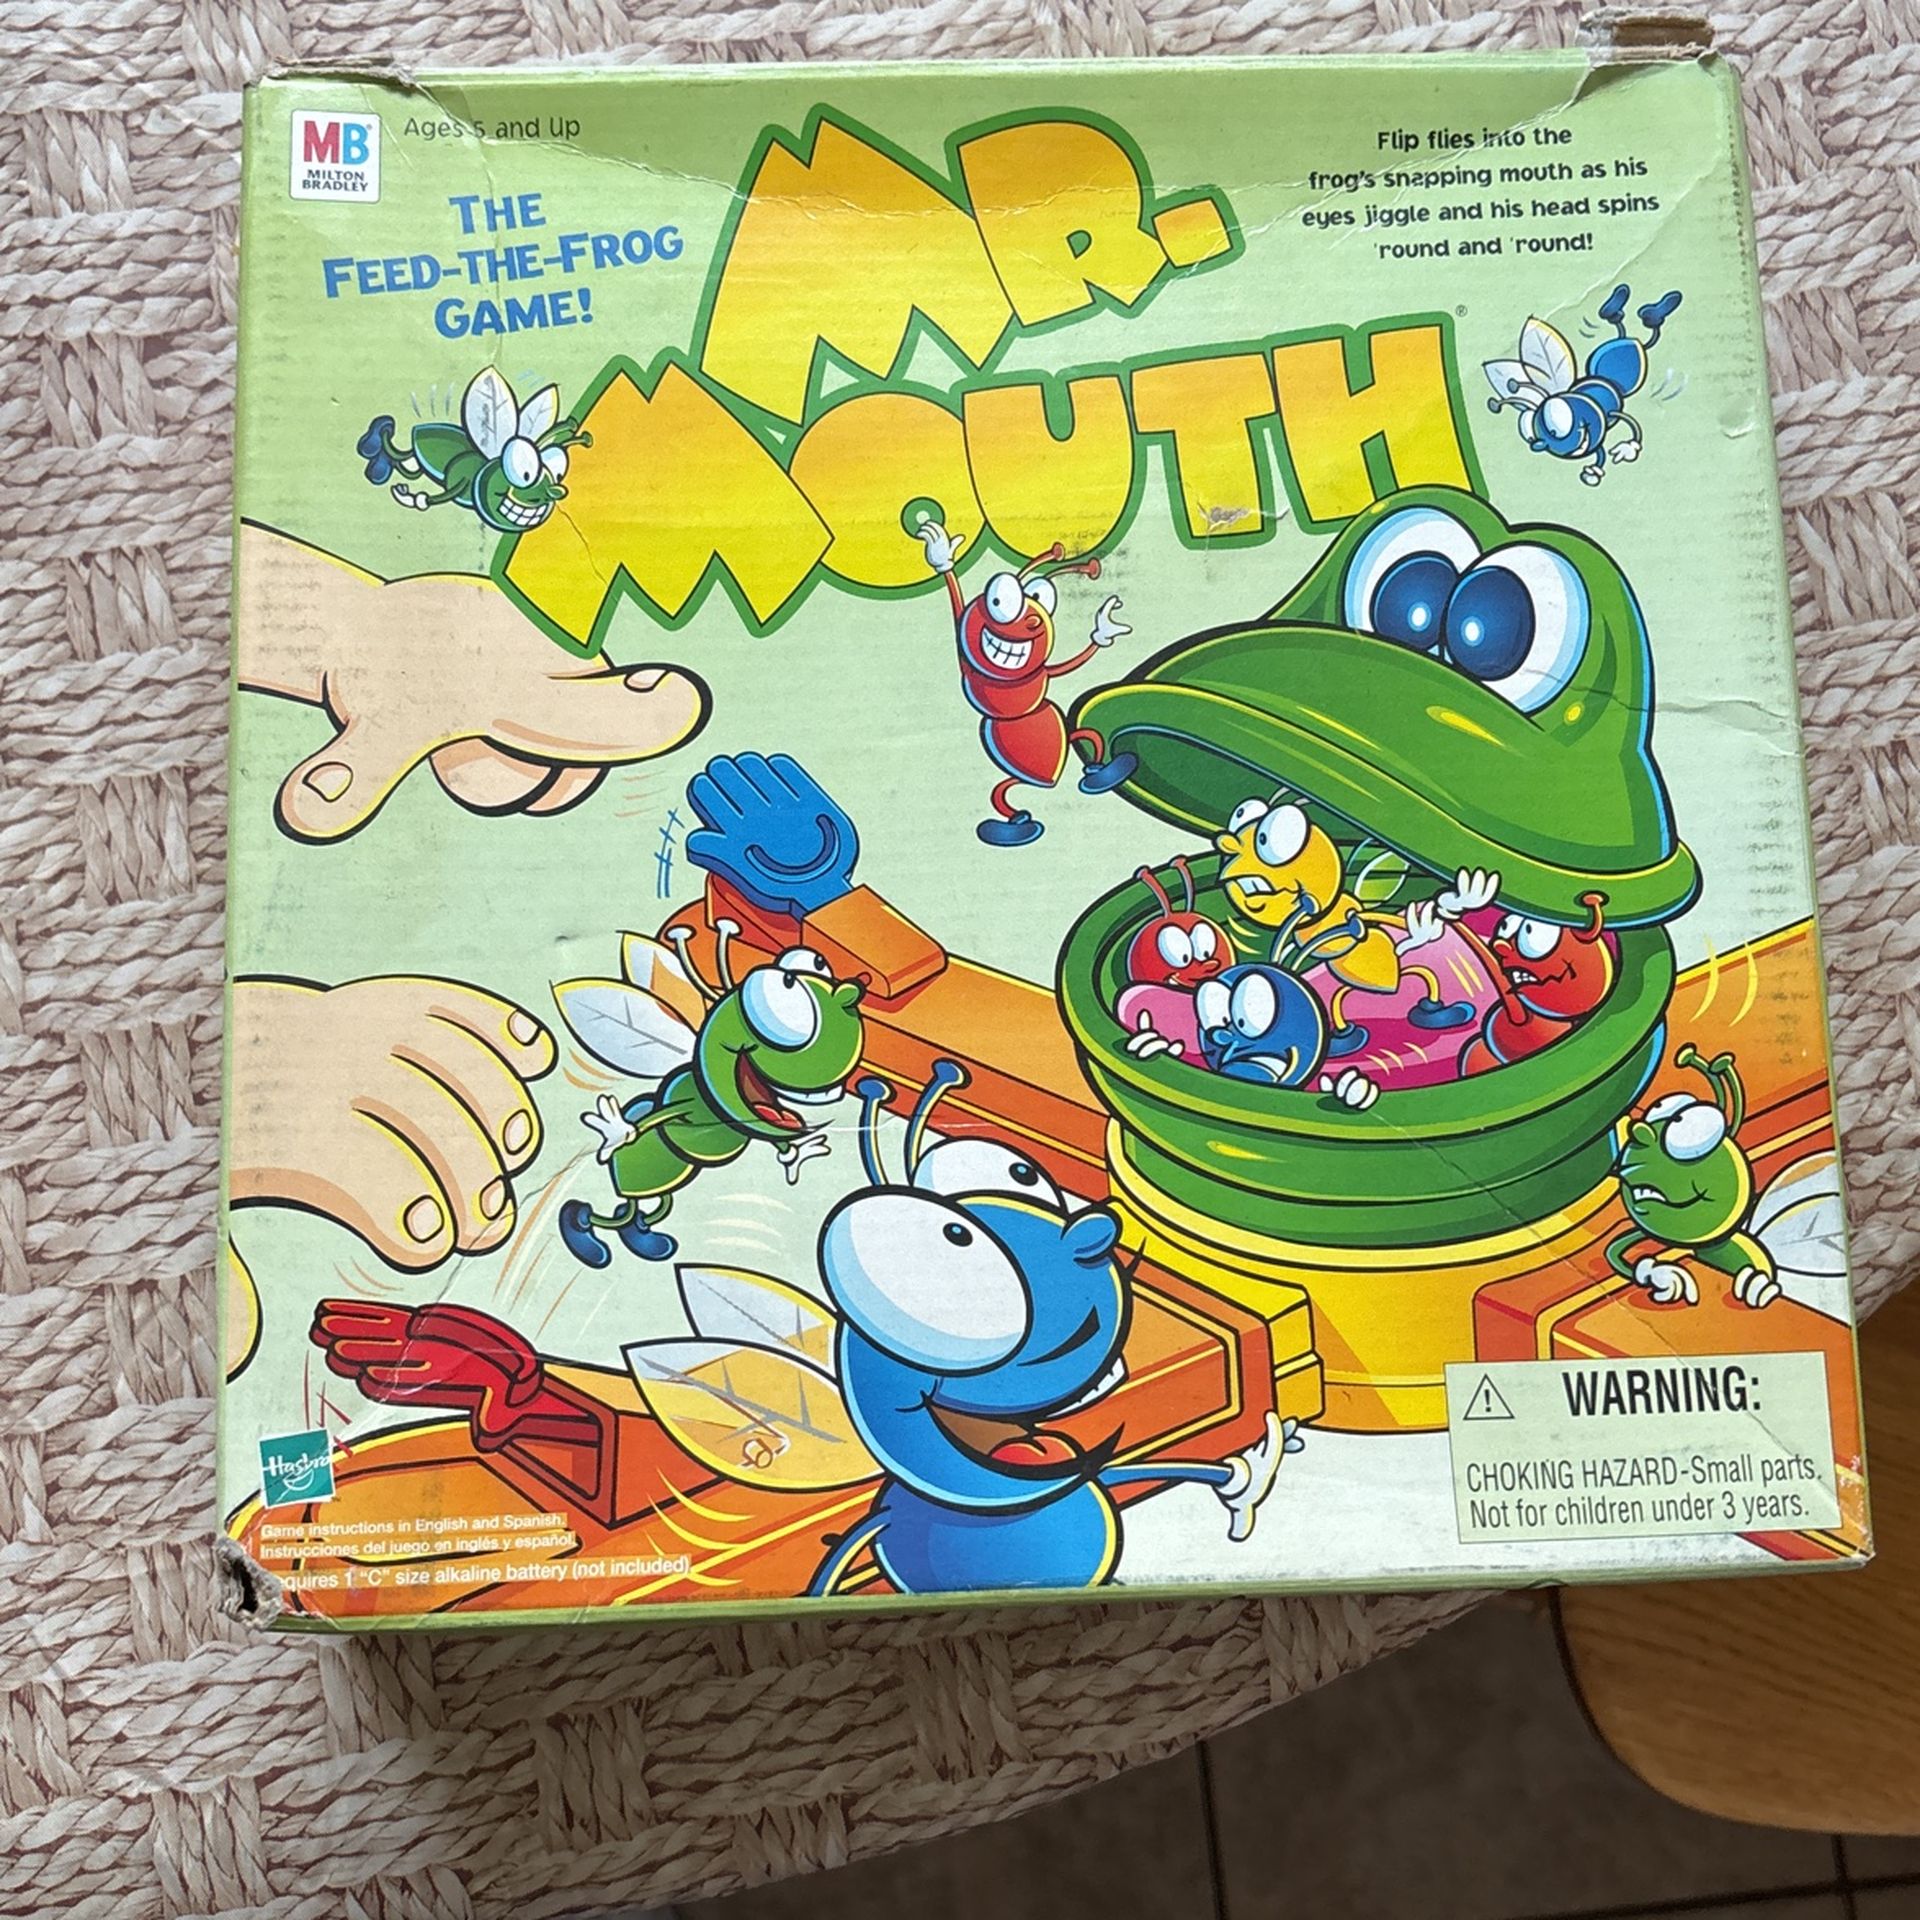 MB
MILTON
BRADLEY
Ages 5 and Up
THE
FEED-THE-FROG
GAME!
MR.
MOUTH®
Flip flies into the
frog's snapping mouth as his
eyes jiggle and his head spins
'round and 'round!
Hasbro
Game instructions in English and Spanish.
Instrucciones del juego en inglés y español.
equires 1 "C" size alkaline battery (not included)
WARNING:
CHOKING HAZARD-Small parts.
Not for children under 3 years.